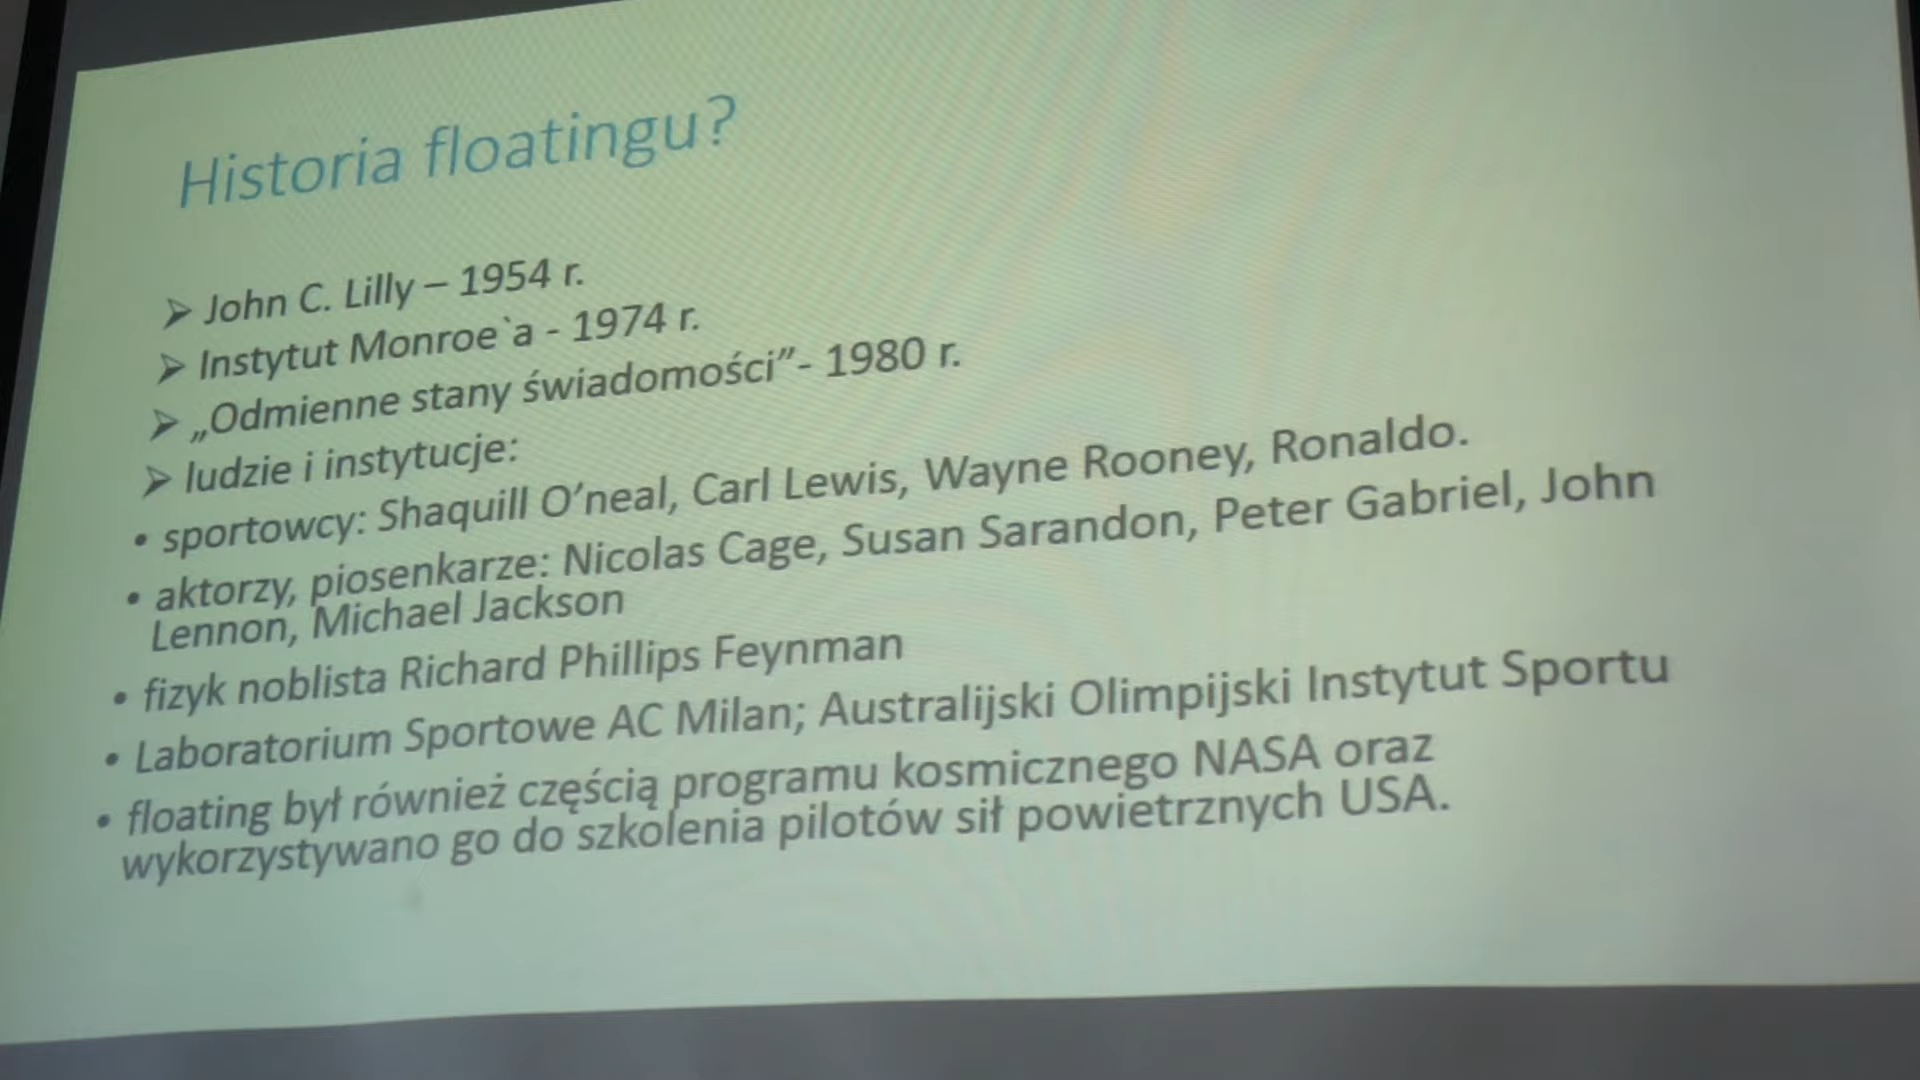 Historia floatingu?
➢ John C. Lilly – 1954 r.
➢ Instytut Monroe`a - 1974 r.
➢ „Odmienne stany świadomości”- 1980 r.
➢ ludzie i instytucje:
• sportowcy: Shaquill O’neal, Carl Lewis, Wayne Rooney, Ronaldo.
• aktorzy, piosenkarze: Nicolas Cage, Susan Sarandon, Peter Gabriel, John
Lennon, Michael Jackson
• fizyk noblista Richard Phillips Feynman
• Laboratorium Sportowe AC Milan; Australijski Olimpijski Instytut Sportu
• floating był również częścią programu kosmicznego NASA oraz
wykorzystywano go do szkolenia pilotów sił powietrznych USA.